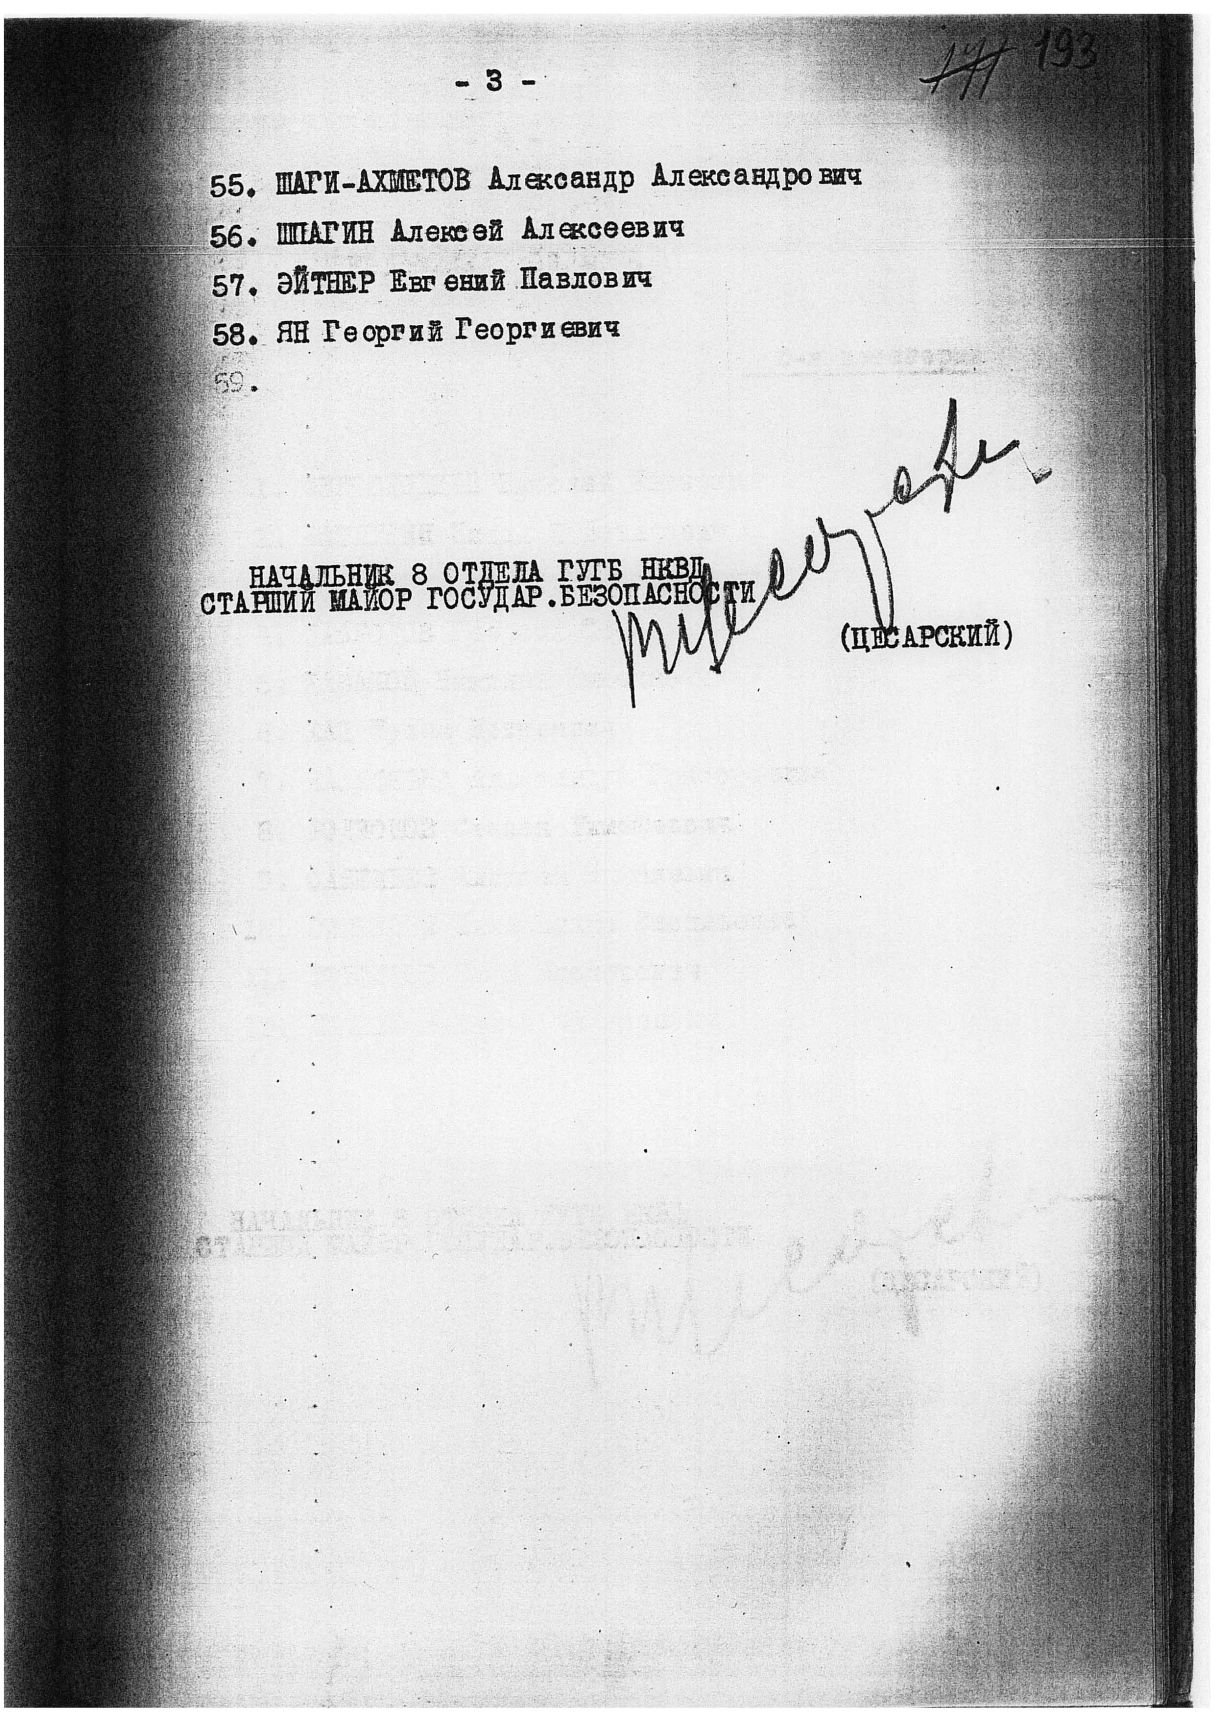 193
- 3 -
55. ШАГИ-АХМЕТОВ Александр Александрович
56. ШПАГИН Алексей Алексеевич
57. ЭЙТНЕР Евгений Павлович
58. ЯН Георгий Георгиевич
59.
НАЧАЛЬНИК 8 ОТДЕЛА ГУГБ НКВД
СТАРШИЙ МАЙОР ГОСУДАР.БЕЗОПАСНОСТИ
(ЦЕСАРСКИЙ)